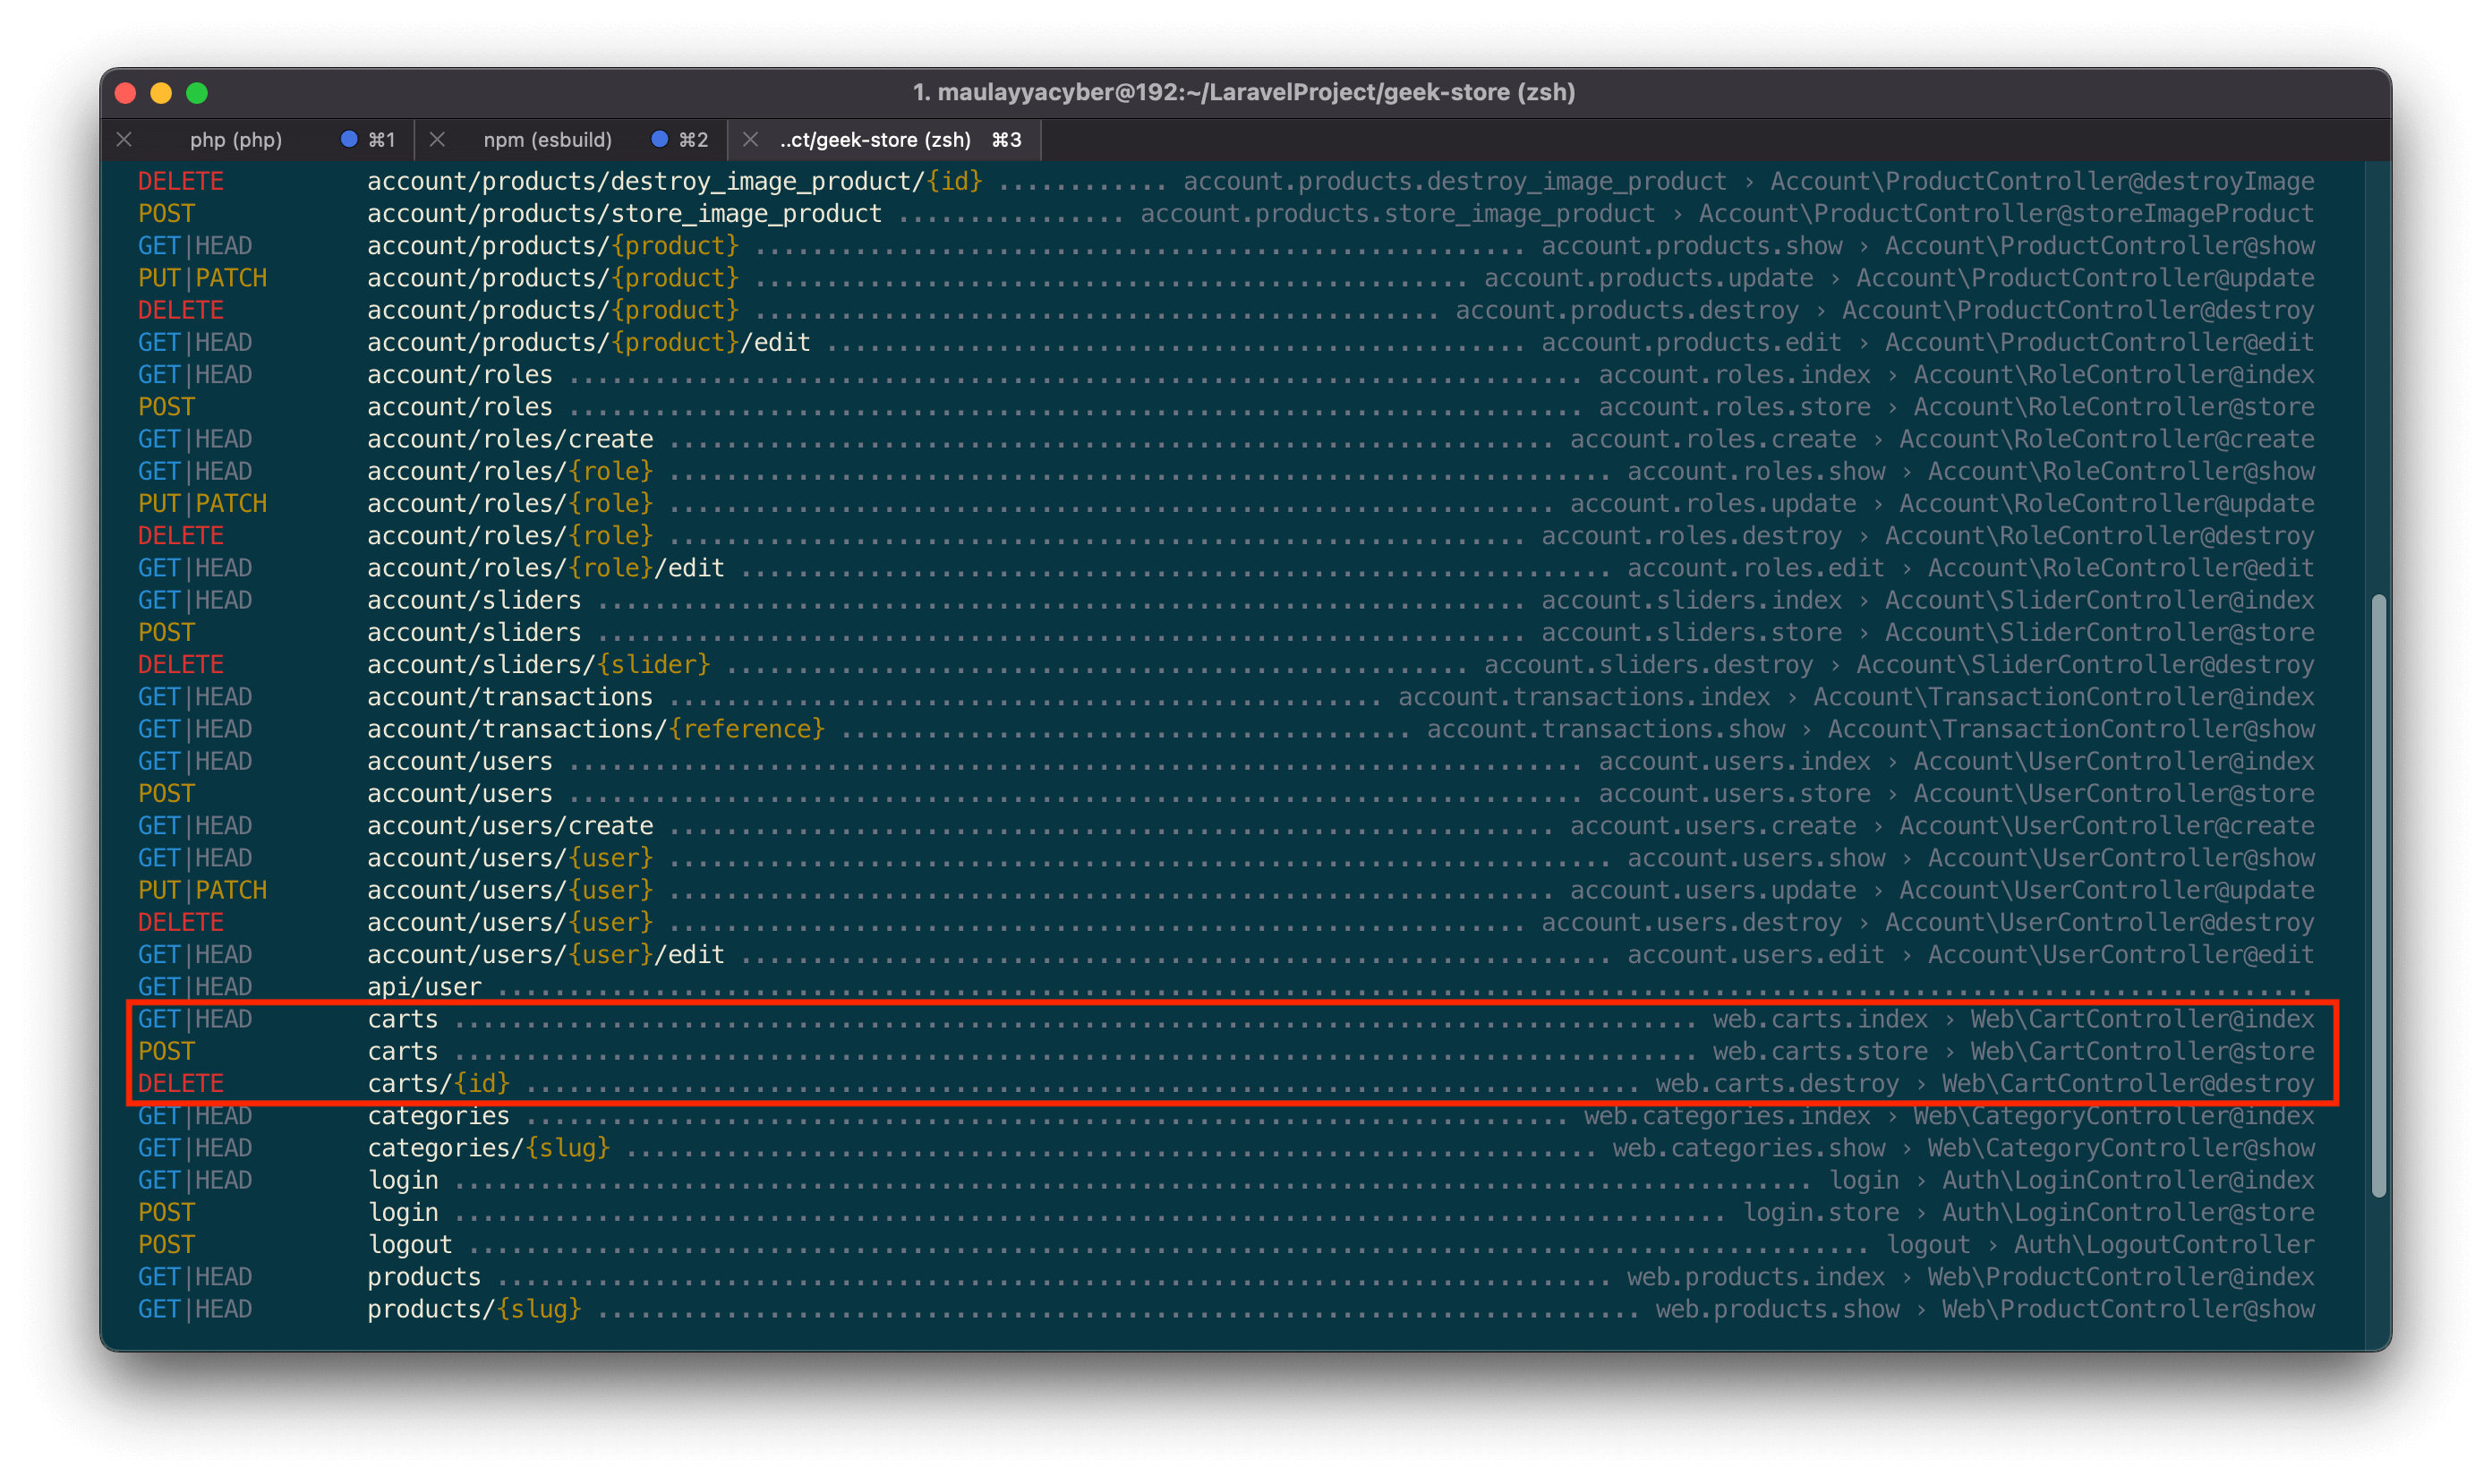 1. maulayyacyber@192:~/LaravelProject/geek-store (zsh)
php (php) ⌘1 npm (esbuild) ⌘2 ..ct/geek-store (zsh) ⌘3
DELETE account/products/destroy_image_product/{id} ............ account.products.destroy_image_product › Account\ProductController@destroyImage
POST account/products/store_image_product ................ account.products.store_image_product › Account\ProductController@storeImageProduct
GET|HEAD account/products/{product} ...................................................... account.products.show › Account\ProductController@show
PUT|PATCH account/products/{product} .................................................. account.products.update › Account\ProductController@update
DELETE account/products/{product} ................................................ account.products.destroy › Account\ProductController@destroy
GET|HEAD account/products/{product}/edit ................................................. account.products.edit › Account\ProductController@edit
GET|HEAD account/roles ....................................................................... account.roles.index › Account\RoleController@index
POST account/roles ....................................................................... account.roles.store › Account\RoleController@store
GET|HEAD account/roles/create .............................................................. account.roles.create › Account\RoleController@create
GET|HEAD account/roles/{role} .................................................................. account.roles.show › Account\RoleController@show
PUT|PATCH account/roles/{role} .............................................................. account.roles.update › Account\RoleController@update
DELETE account/roles/{role} ............................................................ account.roles.destroy › Account\RoleController@destroy
GET|HEAD account/roles/{role}/edit ............................................................. account.roles.edit › Account\RoleController@edit
GET|HEAD account/sliders ................................................................. account.sliders.index › Account\SliderController@index
POST account/sliders ................................................................. account.sliders.store › Account\SliderController@store
DELETE account/sliders/{slider} .................................................... account.sliders.destroy › Account\SliderController@destroy
GET|HEAD account/transactions .................................................. account.transactions.index › Account\TransactionController@index
GET|HEAD account/transactions/{reference} ........................................ account.transactions.show › Account\TransactionController@show
GET|HEAD account/users ....................................................................... account.users.index › Account\UserController@index
POST account/users ....................................................................... account.users.store › Account\UserController@store
GET|HEAD account/users/create .............................................................. account.users.create › Account\UserController@create
GET|HEAD account/users/{user} .................................................................. account.users.show › Account\UserController@show
PUT|PATCH account/users/{user} .............................................................. account.users.update › Account\UserController@update
DELETE account/users/{user} ............................................................ account.users.destroy › Account\UserController@destroy
GET|HEAD account/users/{user}/edit ............................................................. account.users.edit › Account\UserController@edit
GET|HEAD api/user ...............................................................................................................................
GET|HEAD carts ....................................................................................... web.carts.index › Web\CartController@index
POST carts ....................................................................................... web.carts.store › Web\CartController@store
DELETE carts/{id} .............................................................................. web.carts.destroy › Web\CartController@destroy
GET|HEAD categories ......................................................................... web.categories.index › Web\CategoryController@index
GET|HEAD categories/{slug} .................................................................... web.categories.show › Web\CategoryController@show
GET|HEAD login ............................................................................................... login › Auth\LoginController@index
POST login ......................................................................................... login.store › Auth\LoginController@store
POST logout .................................................................................................. logout › Auth\LogoutController
GET|HEAD products .............................................................................. web.products.index › Web\ProductController@index
GET|HEAD products/{slug} ......................................................................... web.products.show › Web\ProductController@show